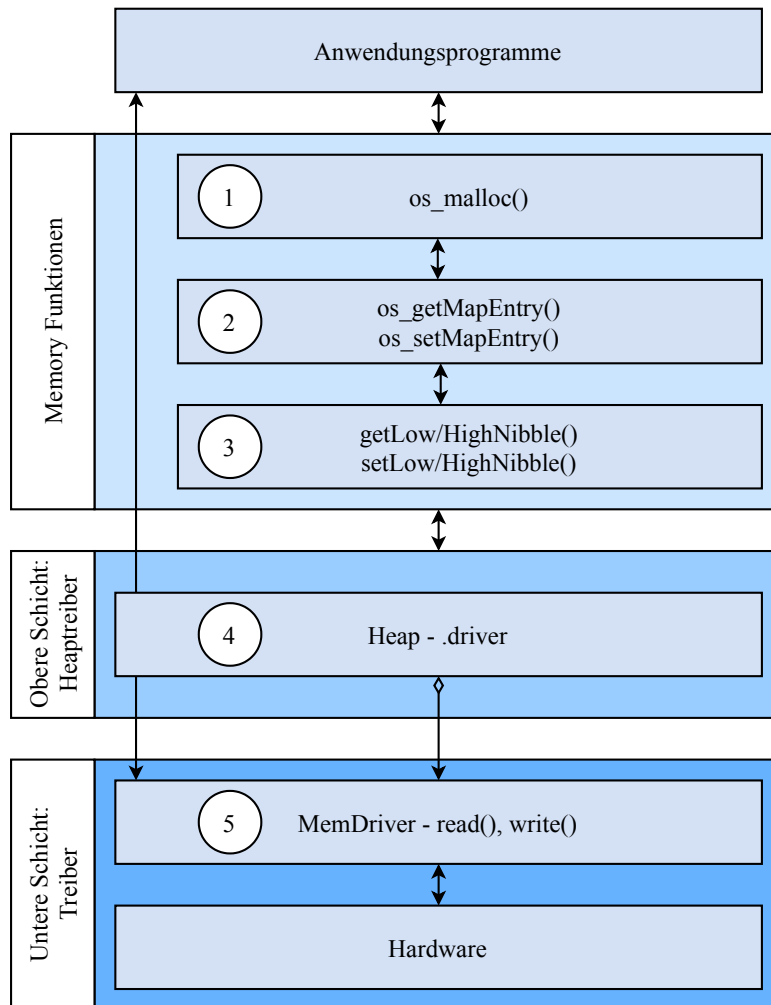 Anwendungsprogramme
Memory Funktionen
1
os_malloc()
2
os_getMapEntry()
os_setMapEntry()
3
getLow/HighNibble()
setLow/HighNibble()
Obere Schicht:
Heaptreiber
4
Heap - .driver
Untere Schicht:
Treiber
5
MemDriver - read(), write()
Hardware